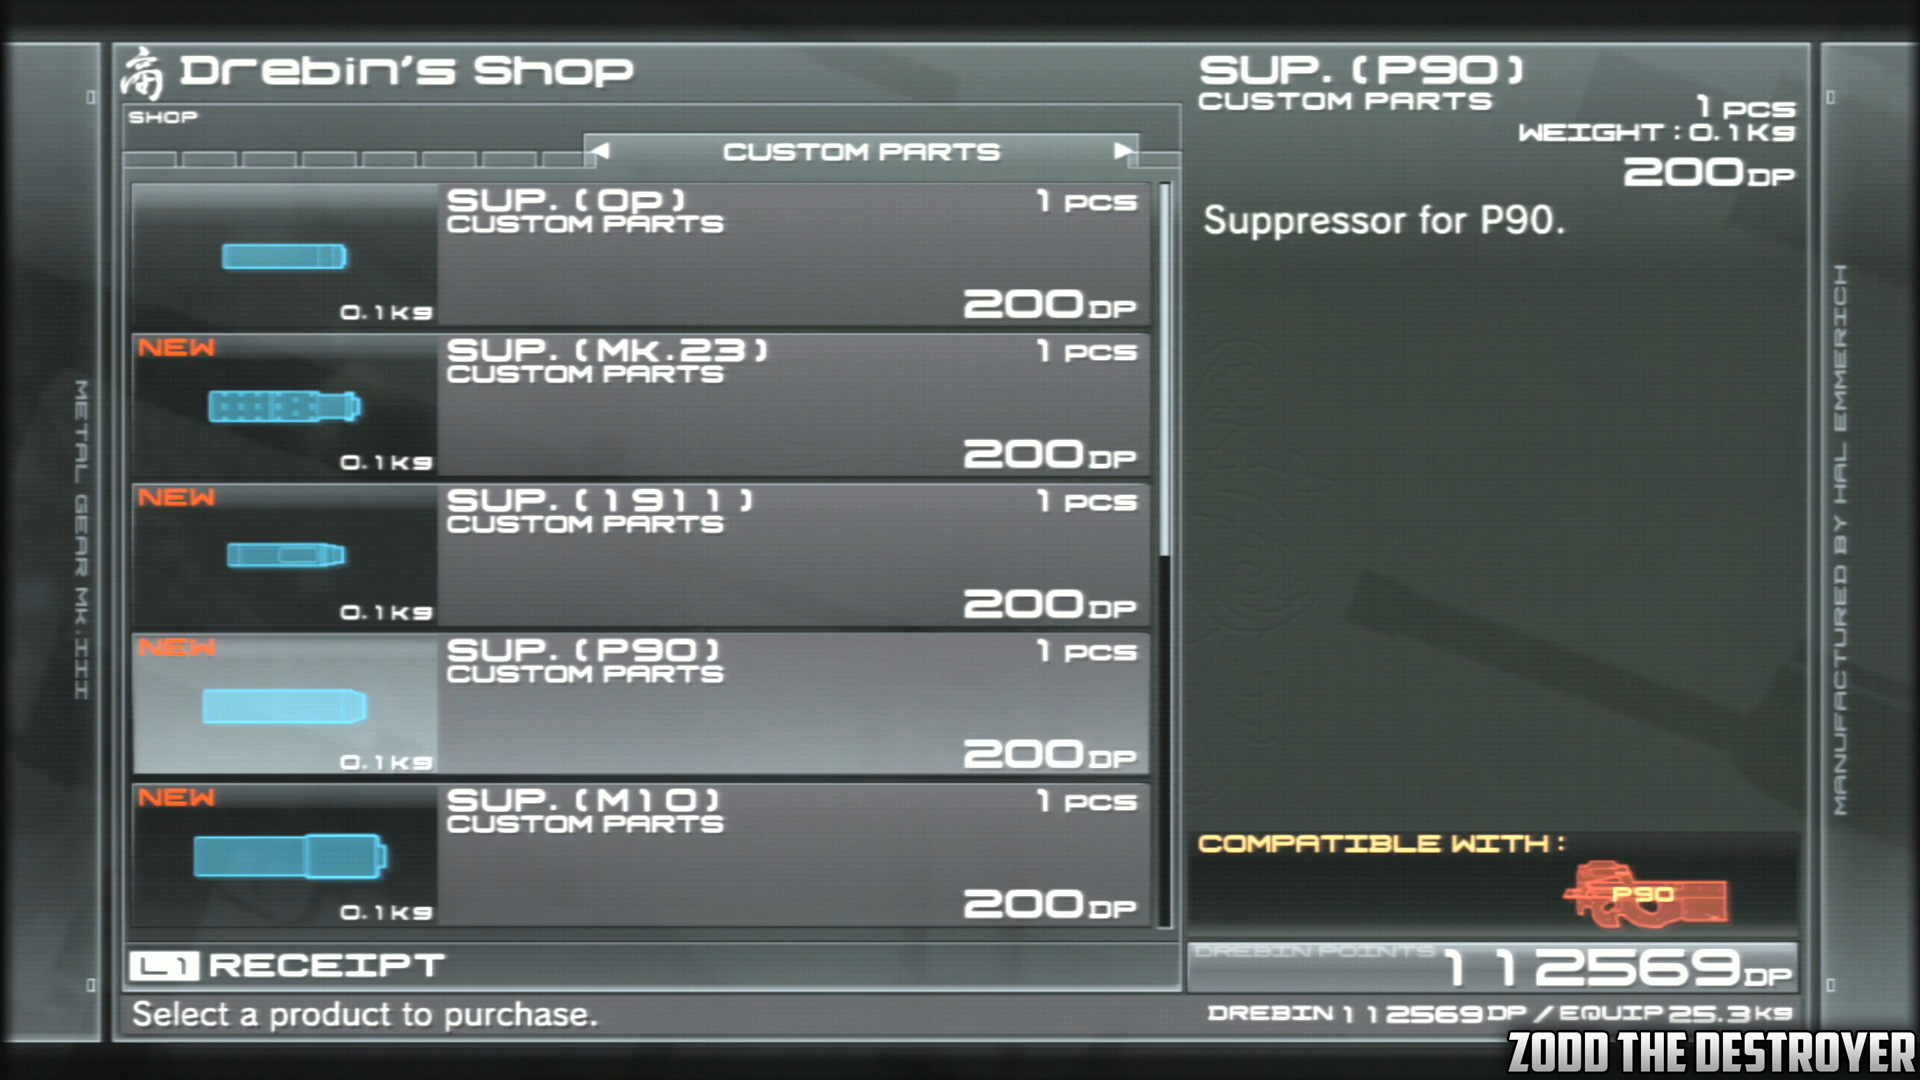 商 Drebin's Shop
SHOP
◀ CUSTOM PARTS ▶
SUP. (Op) 1 PCS
CUSTOM PARTS
0.1Kg 200DP
NEW
SUP. (Mk.23) 1 PCS
CUSTOM PARTS
0.1Kg 200DP
NEW
SUP. (1911) 1 PCS
CUSTOM PARTS
0.1Kg 200DP
NEW
SUP. (P90) 1 PCS
CUSTOM PARTS
0.1Kg 200DP
NEW
SUP. (M10) 1 PCS
CUSTOM PARTS
0.1Kg 200DP
L1 RECEIPT
Select a product to purchase.
SUP. (P90)
CUSTOM PARTS
1 PCS
WEIGHT : 0.1Kg
200DP
Suppressor for P90.
COMPATIBLE WITH :
P90
DREBIN POINTS 112569DP
DREBIN 112569DP / EQUIP 25.3Kg
METAL GEAR Mk.III
MANUFACTURED BY HAL EMMERICH
ZODD THE DESTROYER